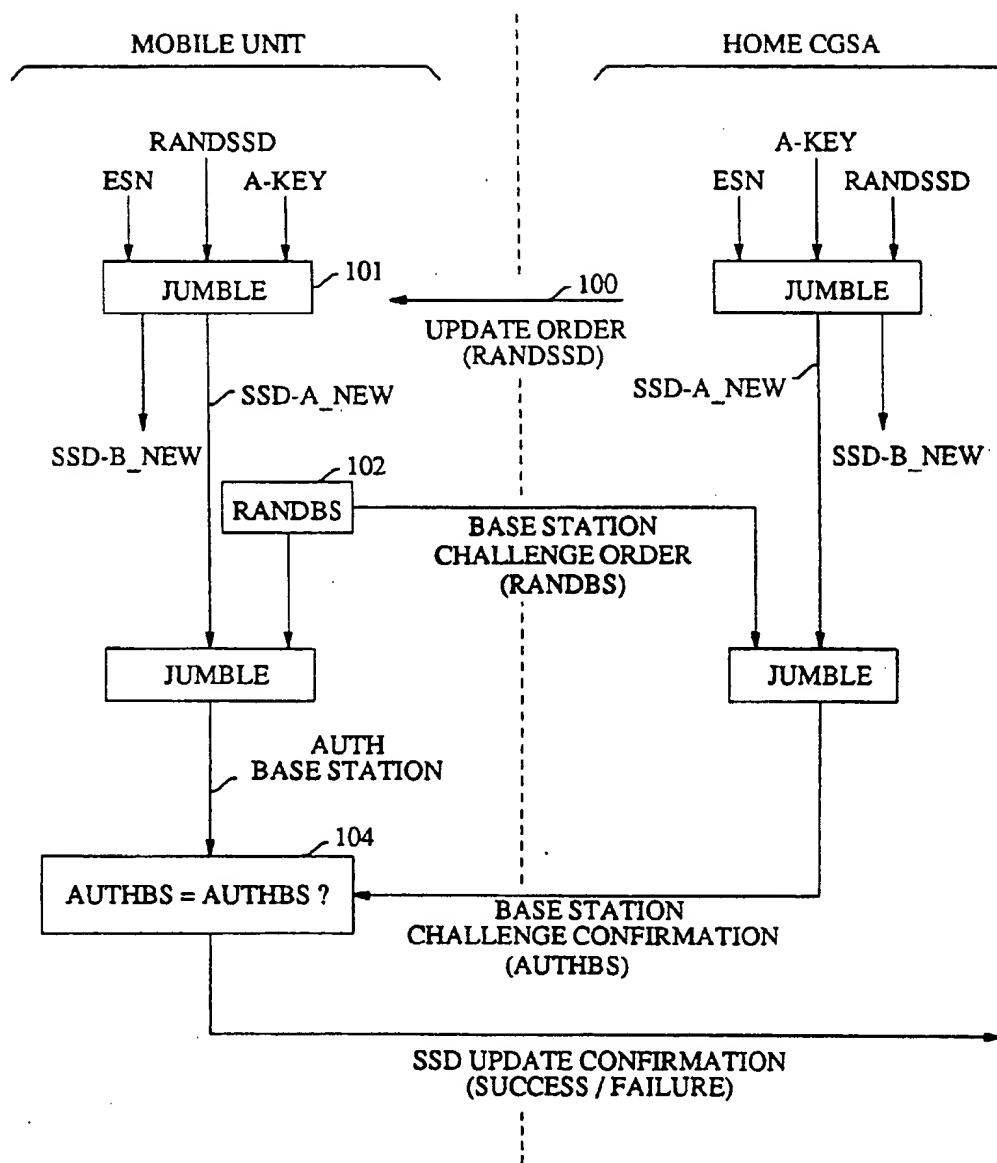 MOBILE UNIT
HOME CGSA
RANDSSD
ESN
A-KEY
A-KEY
ESN
RANDSSD
JUMBLE
101
100
JUMBLE
UPDATE ORDER
(RANDSSD)
SSD-A_NEW
SSD-A_NEW
SSD-B_NEW
SSD-B_NEW
102
RANDBS
BASE STATION
CHALLENGE ORDER
(RANDBS)
JUMBLE
JUMBLE
AUTH
BASE STATION
104
AUTHBS = AUTHBS ?
BASE STATION
CHALLENGE CONFIRMATION
(AUTHBS)
SSD UPDATE CONFIRMATION
(SUCCESS / FAILURE)